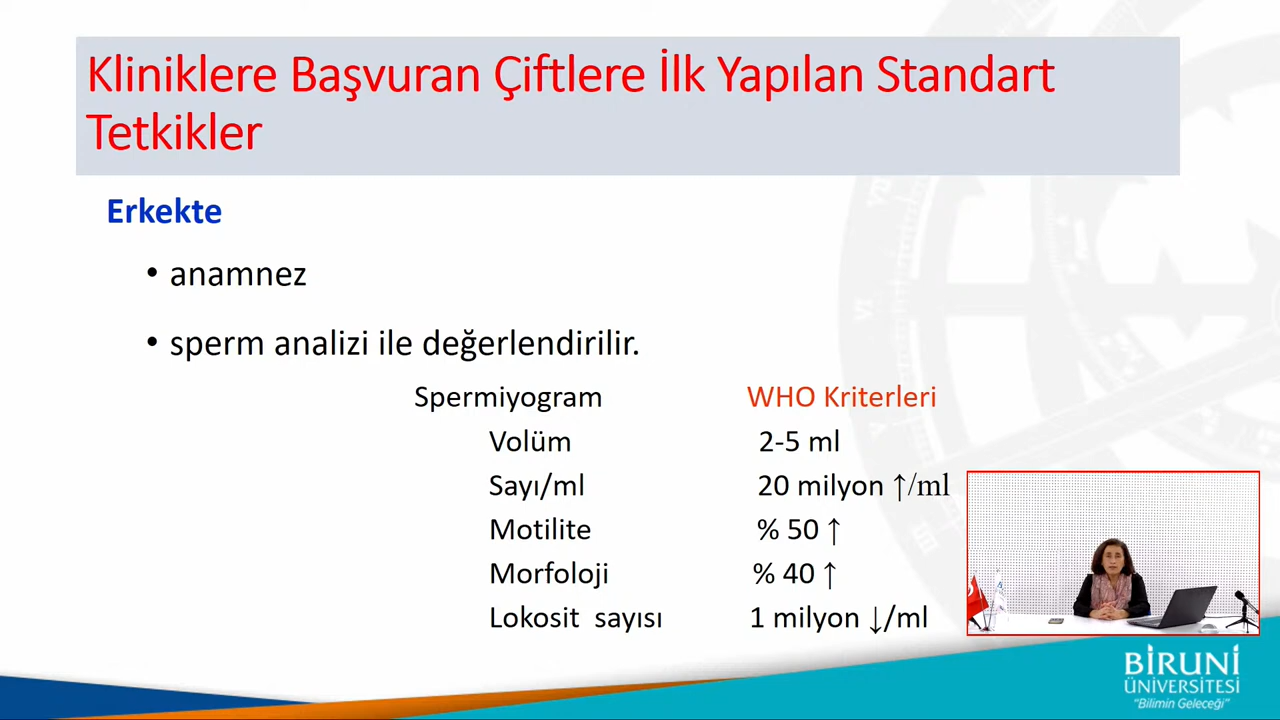 Kliniklere Başvuran Çiftlere İlk Yapılan Standart
Tetkikler
Erkekte
• anamnez
• sperm analizi ile değerlendirilir.
Spermiyogram WHO Kriterleri
Volüm 2-5 ml
Sayı/ml 20 milyon ↑/ml
Motilite % 50 ↑
Morfoloji % 40 ↑
Lokosit sayısı 1 milyon ↓/ml
BİRUNİ
ÜNİVERSİTESİ
"Bilimin Geleceği"